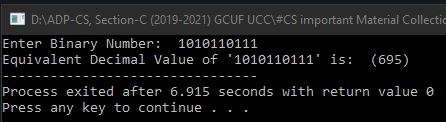 D:\ADP-CS, Section-C (2019-2021) GCUF UCC\#CS important Material Collectio
Enter Binary Number:  1010110111
Equivalent Decimal Value of '1010110111' is:  (695)
--------------------------------
Process exited after 6.915 seconds with return value 0
Press any key to continue . . .